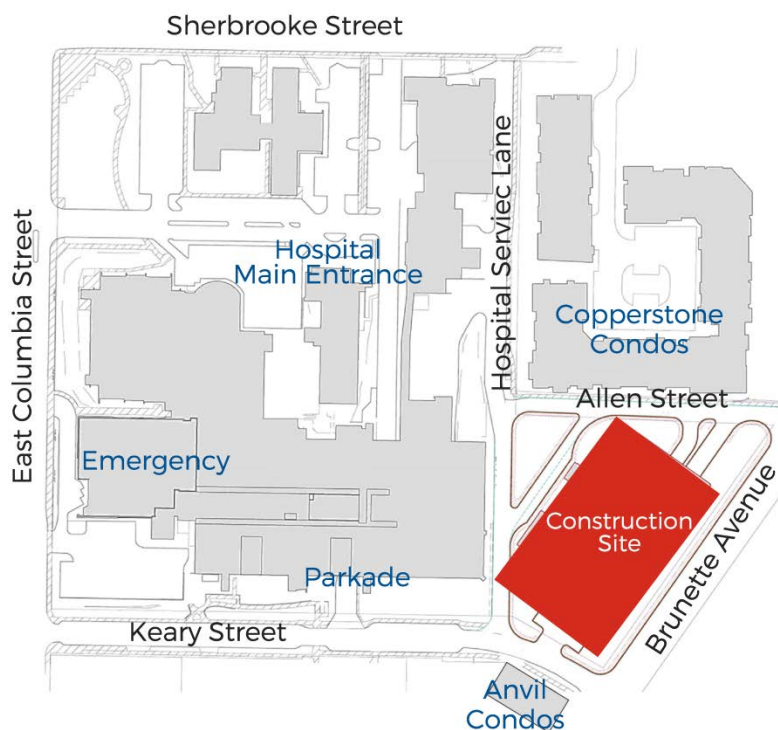 Sherbrooke Street
East Columbia Street
Hospital
Main Entrance
Hospital Serviec Lane
Copperstone
Condos
Allen Street
Emergency
Construction
Site
Brunette Avenue
Parkade
Keary Street
Anvil
Condos